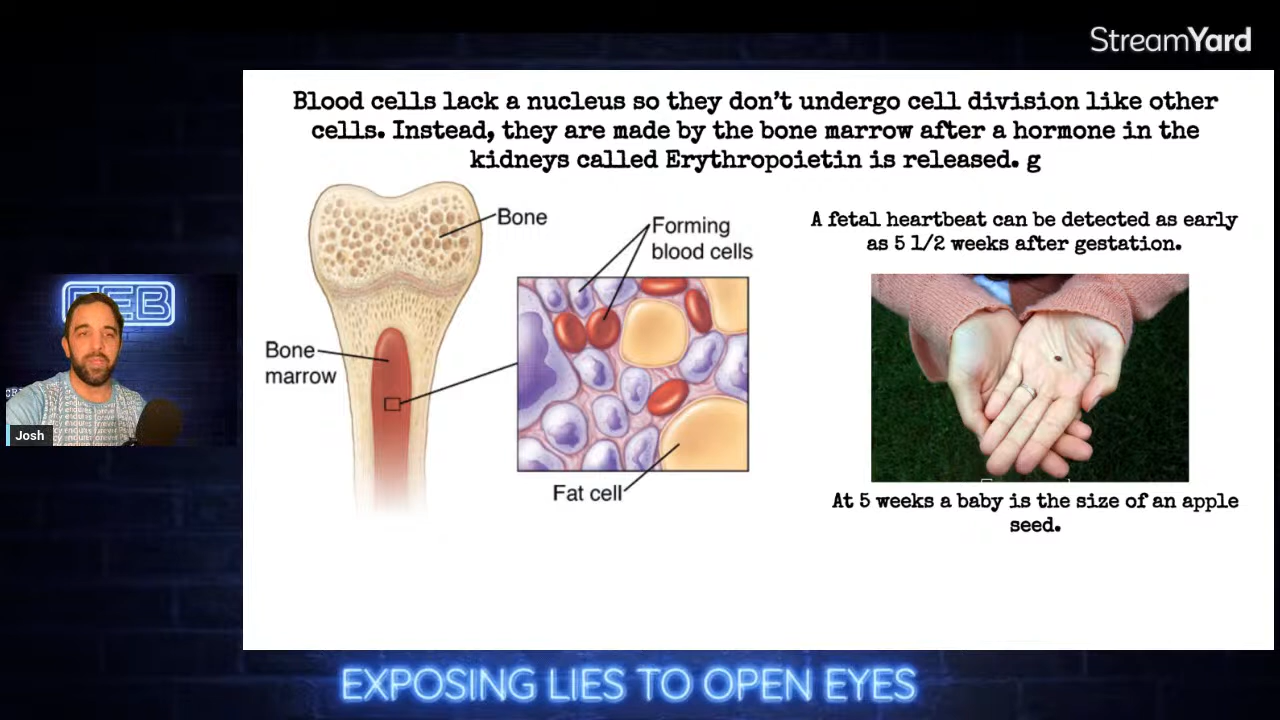 StreamYard
Blood cells lack a nucleus so they don't undergo cell division like other
cells. Instead, they are made by the bone marrow after a hormone in the
kidneys called Erythropoietin is released. g
Bone
Forming
blood cells
Bone
marrow
Fat cell
A fetal heartbeat can be detected as early
as 5 1/2 weeks after gestation.
At 5 weeks a baby is the size of an apple
seed.
FEB
Josh
EXPOSING LIES TO OPEN EYES